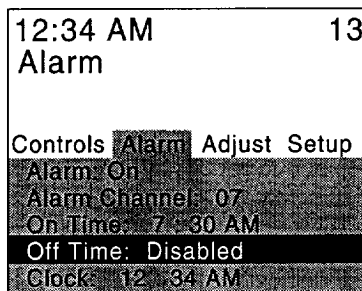 12:34 AM 13
Alarm
Controls Alarm Adjust Setup
Alarm: On
Alarm Channel: 07
On Time: 7 : 30 AM
Off Time: Disabled
Clock: 12 : 34 AM